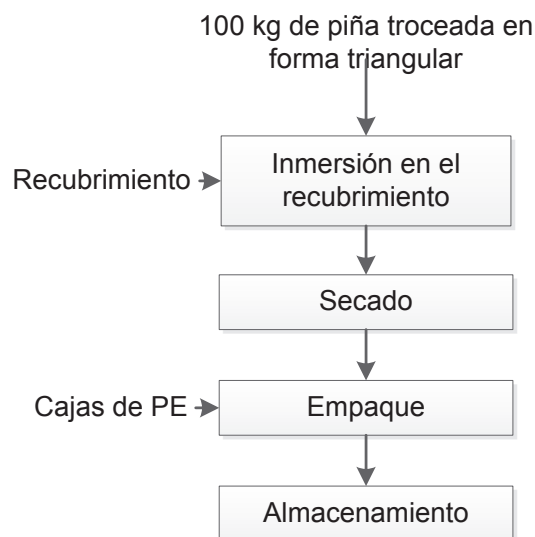 100 kg de piña troceada en
forma triangular
Recubrimiento
Inmersión en el
recubrimiento
Secado
Cajas de PE
Empaque
Almacenamiento